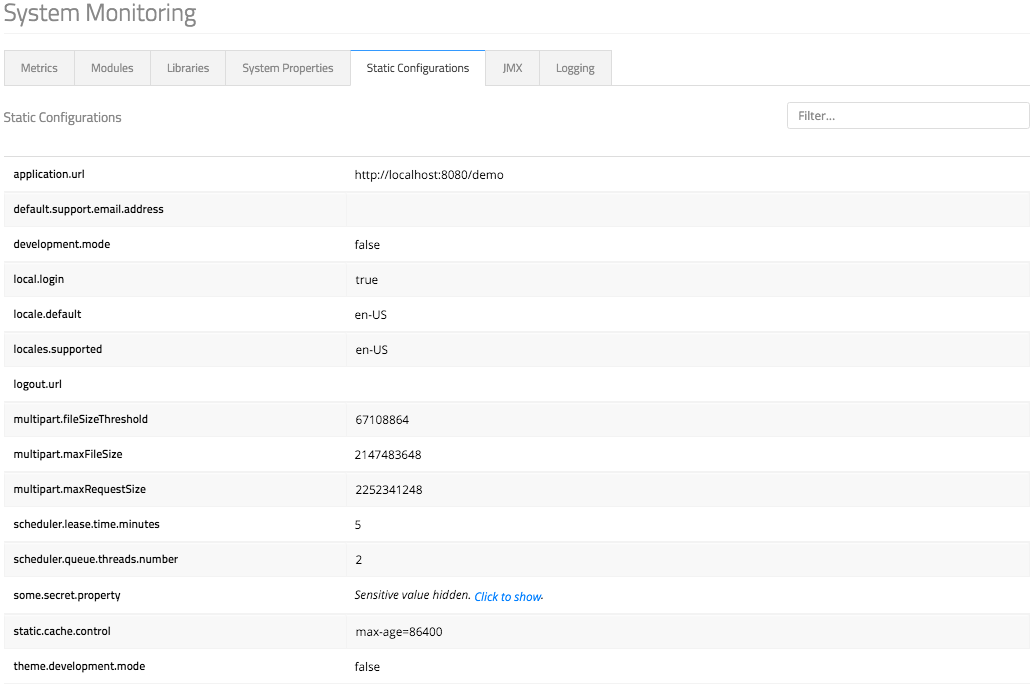 System Monitoring
Metrics Modules Libraries System Properties Static Configurations JMX Logging
Static Configurations Filter...
application.url http://localhost:8080/demo
default.support.email.address
development.mode false
local.login true
locale.default en-US
locales.supported en-US
logout.url
multipart.fileSizeThreshold 67108864
multipart.maxFileSize 2147483648
multipart.maxRequestSize 2252341248
scheduler.lease.time.minutes 5
scheduler.queue.threads.number 2
some.secret.property Sensitive value hidden. Click to show.
static.cache.control max-age=86400
theme.development.mode false